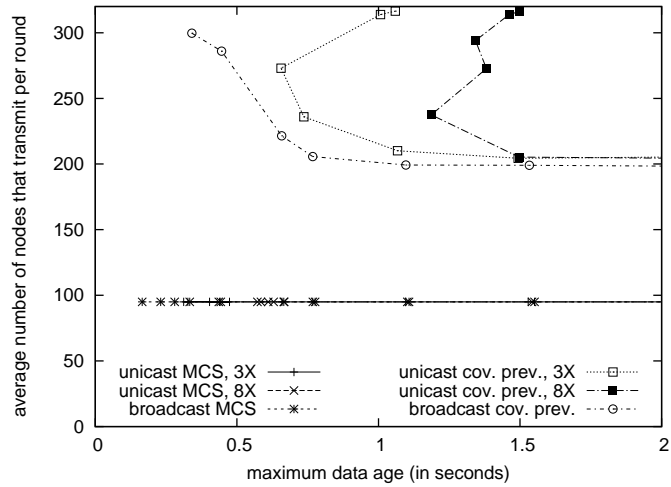 average number of nodes that transmit per round
300
250
200
150
100
50
0
unicast MCS, 3X
unicast MCS, 8X
broadcast MCS
unicast cov. prev., 3X
unicast cov. prev., 8X
broadcast cov. prev.
0 0.5 1 1.5 2
maximum data age (in seconds)